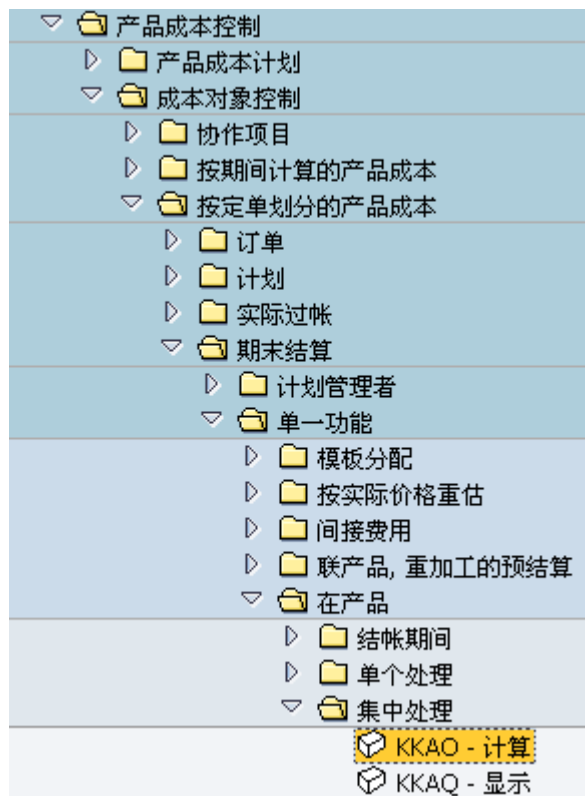 产品成本控制
产品成本计划
成本对象控制
协作项目
按期间计算的产品成本
按定单划分的产品成本
订单
计划
实际过帐
期末结算
计划管理者
单一功能
模板分配
按实际价格重估
间接费用
联产品, 重加工的预结算
在产品
结帐期间
单个处理
集中处理
KKAO - 计算
KKAQ - 显示